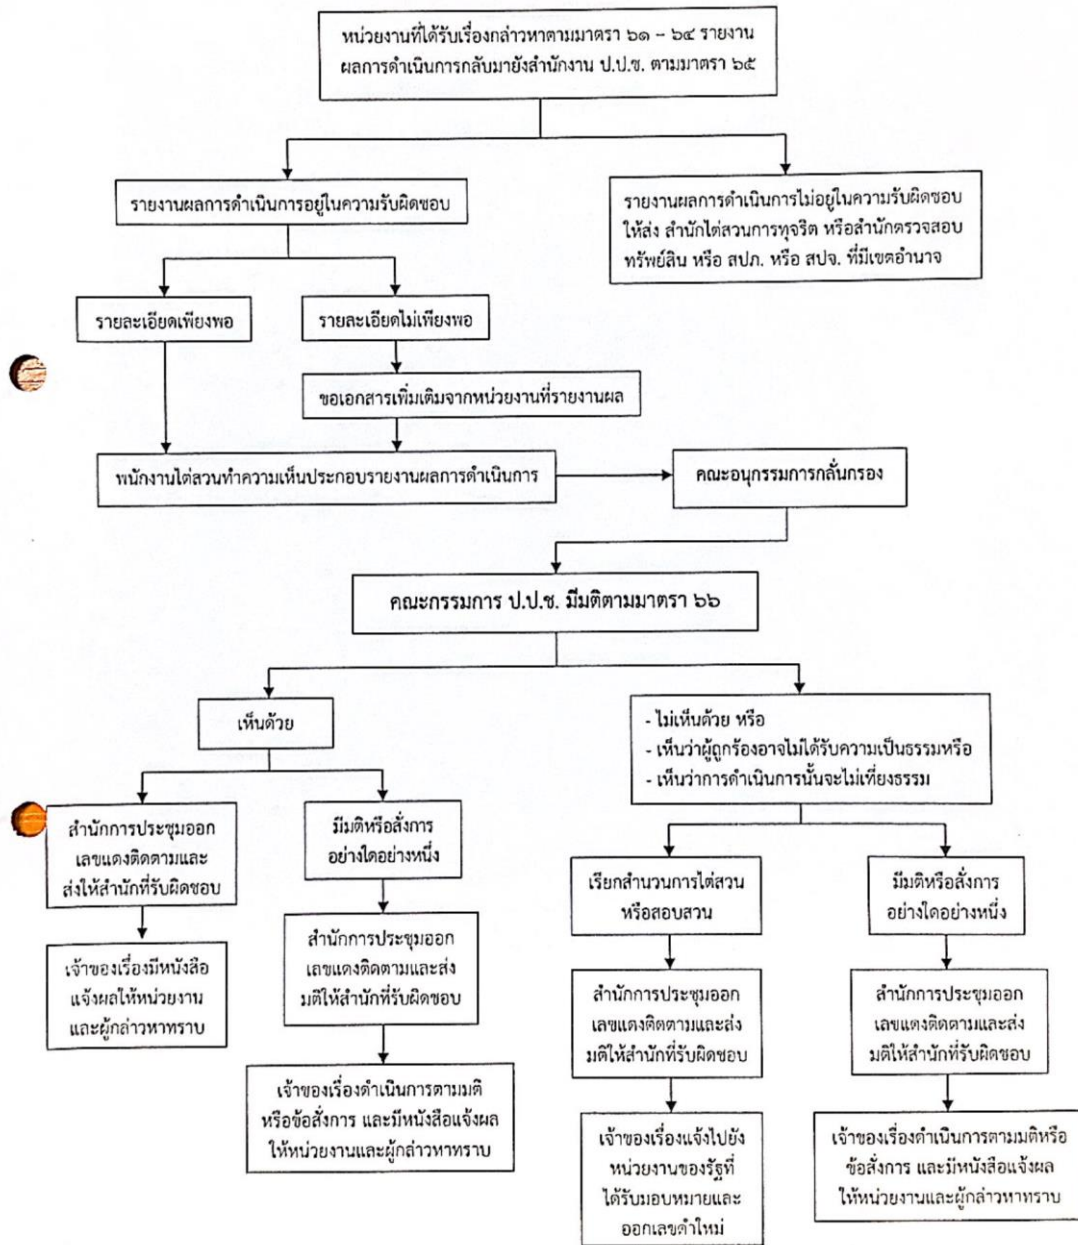 หน่วยงานที่ได้รับเรื่องกล่าวหาตามมาตรา ๖๑ – ๖๔ รายงาน
ผลการดำเนินการกลับมายังสำนักงาน ป.ป.ช. ตามมาตรา ๖๕
รายงานผลการดำเนินการอยู่ในความรับผิดชอบ
รายงานผลการดำเนินการไม่อยู่ในความรับผิดชอบ
ให้ส่ง สำนักไต่สวนการทุจริต หรือสำนักตรวจสอบ
ทรัพย์สิน หรือ สปภ. หรือ สปจ. ที่มีเขตอำนาจ
รายละเอียดเพียงพอ
รายละเอียดไม่เพียงพอ
ขอเอกสารเพิ่มเติมจากหน่วยงานที่รายงานผล
พนักงานไต่สวนทำความเห็นประกอบรายงานผลการดำเนินการ
คณะอนุกรรมการกลั่นกรอง
คณะกรรมการ ป.ป.ช. มีมติตามมาตรา ๖๖
เห็นด้วย
- ไม่เห็นด้วย หรือ
- เห็นว่าผู้ถูกร้องอาจไม่ได้รับความเป็นธรรมหรือ
- เห็นว่าการดำเนินการนั้นจะไม่เที่ยงธรรม
สำนักการประชุมออก
เลขแดงติดตามและ
ส่งให้สำนักที่รับผิดชอบ
มีมติหรือสั่งการ
อย่างใดอย่างหนึ่ง
เรียกสำนวนการไต่สวน
หรือสอบสวน
มีมติหรือสั่งการ
อย่างใดอย่างหนึ่ง
เจ้าของเรื่องมีหนังสือ
แจ้งผลให้หน่วยงาน
และผู้กล่าวหาทราบ
สำนักการประชุมออก
เลขแดงติดตามและส่ง
มติให้สำนักที่รับผิดชอบ
สำนักการประชุมออก
เลขแดงติดตามและส่ง
มติให้สำนักที่รับผิดชอบ
สำนักการประชุมออก
เลขแดงติดตามและส่ง
มติให้สำนักที่รับผิดชอบ
เจ้าของเรื่องดำเนินการตามมติ
หรือข้อสั่งการ และมีหนังสือแจ้งผล
ให้หน่วยงานและผู้กล่าวหาทราบ
เจ้าของเรื่องแจ้งไปยัง
หน่วยงานของรัฐที่
ได้รับมอบหมายและ
ออกเลขดำใหม่
เจ้าของเรื่องดำเนินการตามมติหรือ
ข้อสั่งการ และมีหนังสือแจ้งผล
ให้หน่วยงานและผู้กล่าวหาทราบ